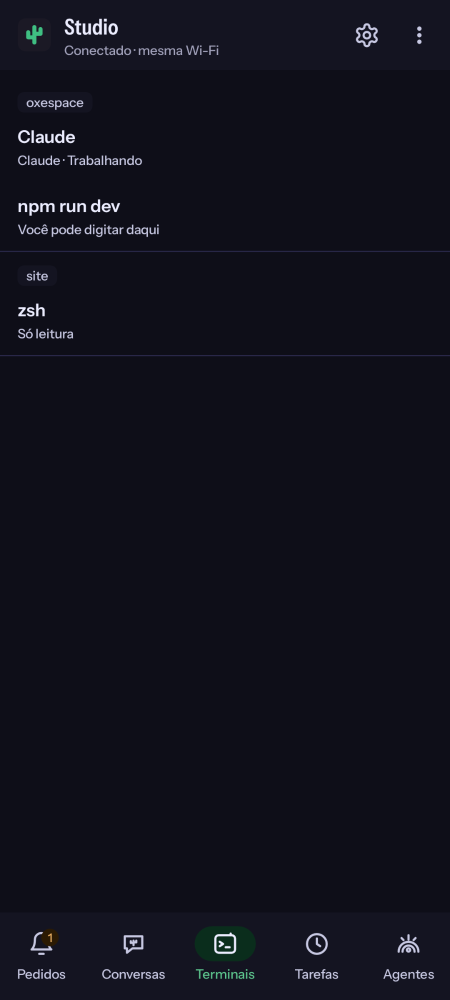 Studio
Conectado · mesma Wi-Fi
oxespace
Claude
Claude · Trabalhando
npm run dev
Você pode digitar daqui
site
zsh
Só leitura
1
Pedidos
Conversas
Terminais
Tarefas
Agentes